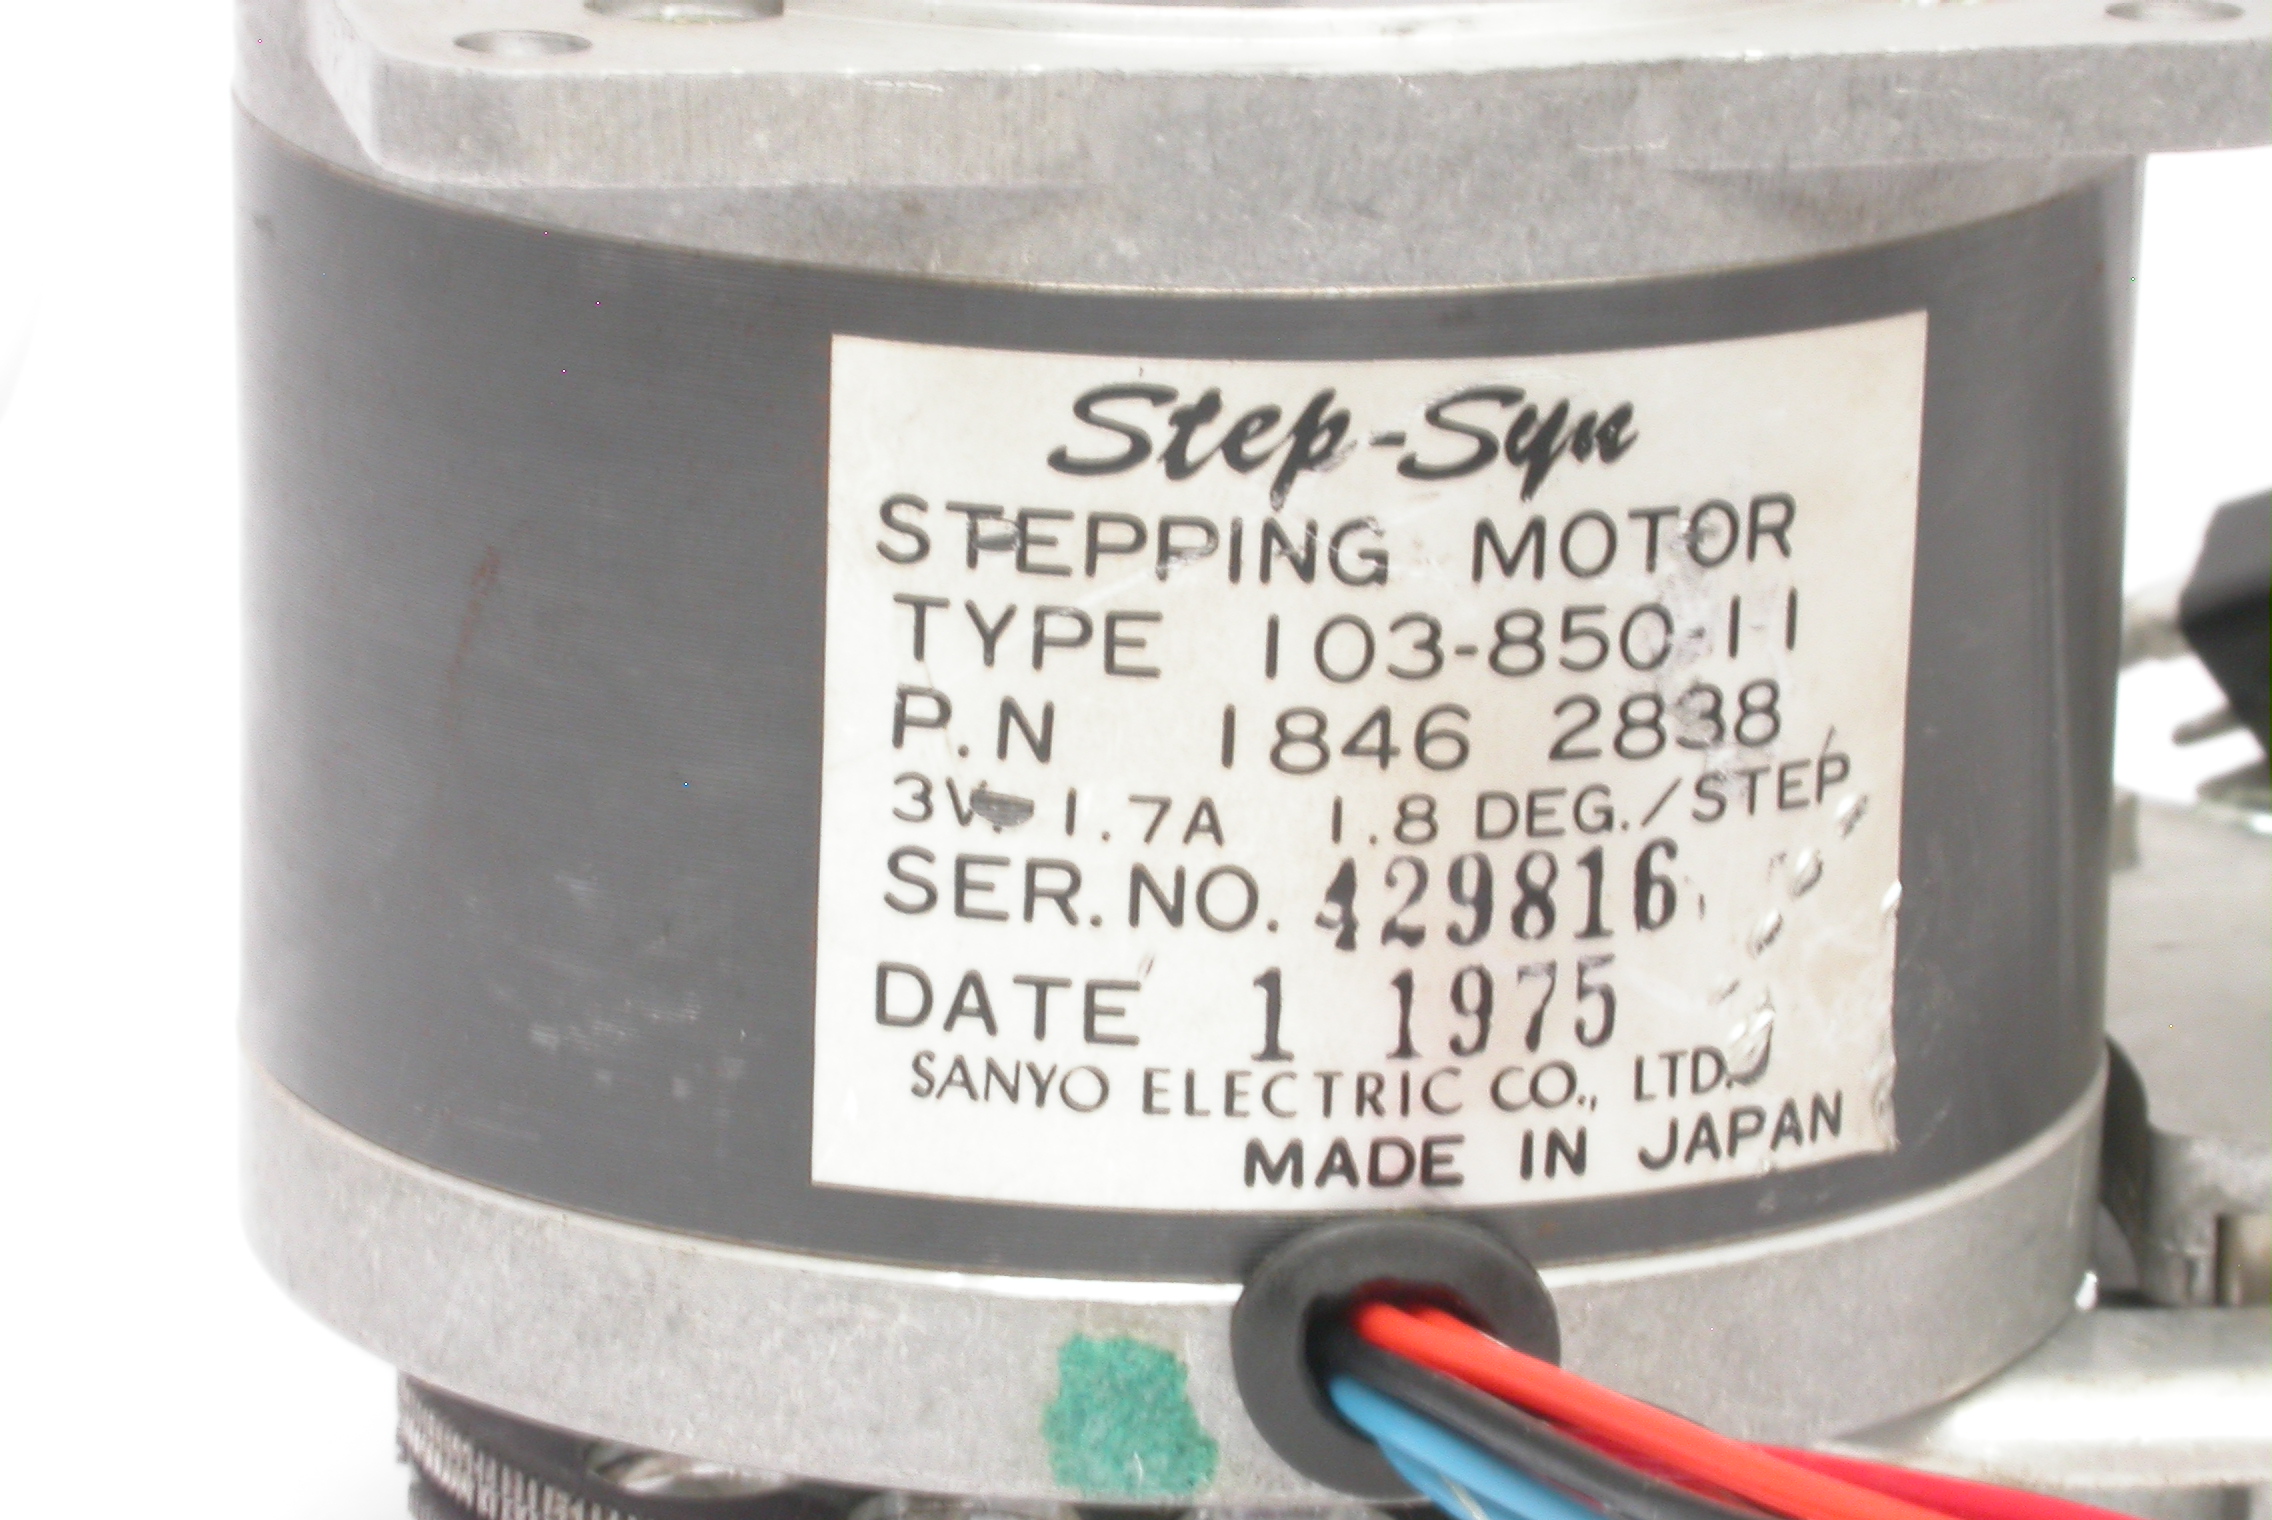 Step-Syn
STEPPING MOTOR
TYPE 103-850-11
P.N 1846 2838
3V 1.7A 1.8 DEG./STEP
SER. NO. 429816
DATE 1 1975
SANYO ELECTRIC CO., LTD.
MADE IN JAPAN